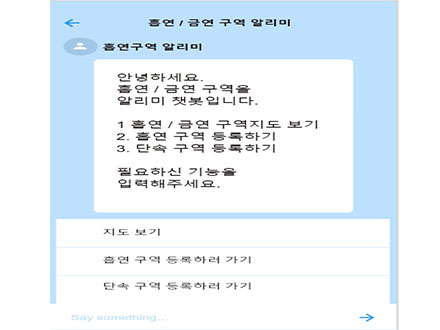 흡연 / 금연 구역 알리미
흡연구역 알리미
안녕하세요.
흡연 / 금연 구역을
알리미 챗봇입니다.
1 흡연 / 금연 구역지도 보기
2. 흡연 구역 등록하기
3. 단속 구역 등록하기
필요하신 기능을
입력해주세요.
지도 보기
흡연 구역 등록하러 가기
단속 구역 등록하러 가기
Say something...